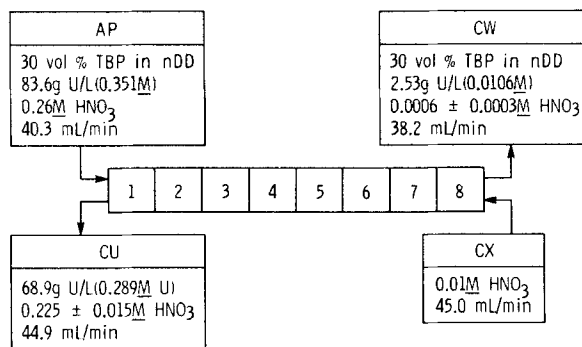 AP
30 vol % TBP in nDD
83.6g U/L(0.351M)
0.26M HNO3
40.3 mL/min
CW
30 vol % TBP in nDD
2.53g U/L(0.0106M)
0.0006 ± 0.0003M HNO3
38.2 mL/min
1 2 3 4 5 6 7 8
CU
68.9g U/L(0.289M U)
0.225 ± 0.015M HNO3
44.9 mL/min
CX
0.01M HNO3
45.0 mL/min